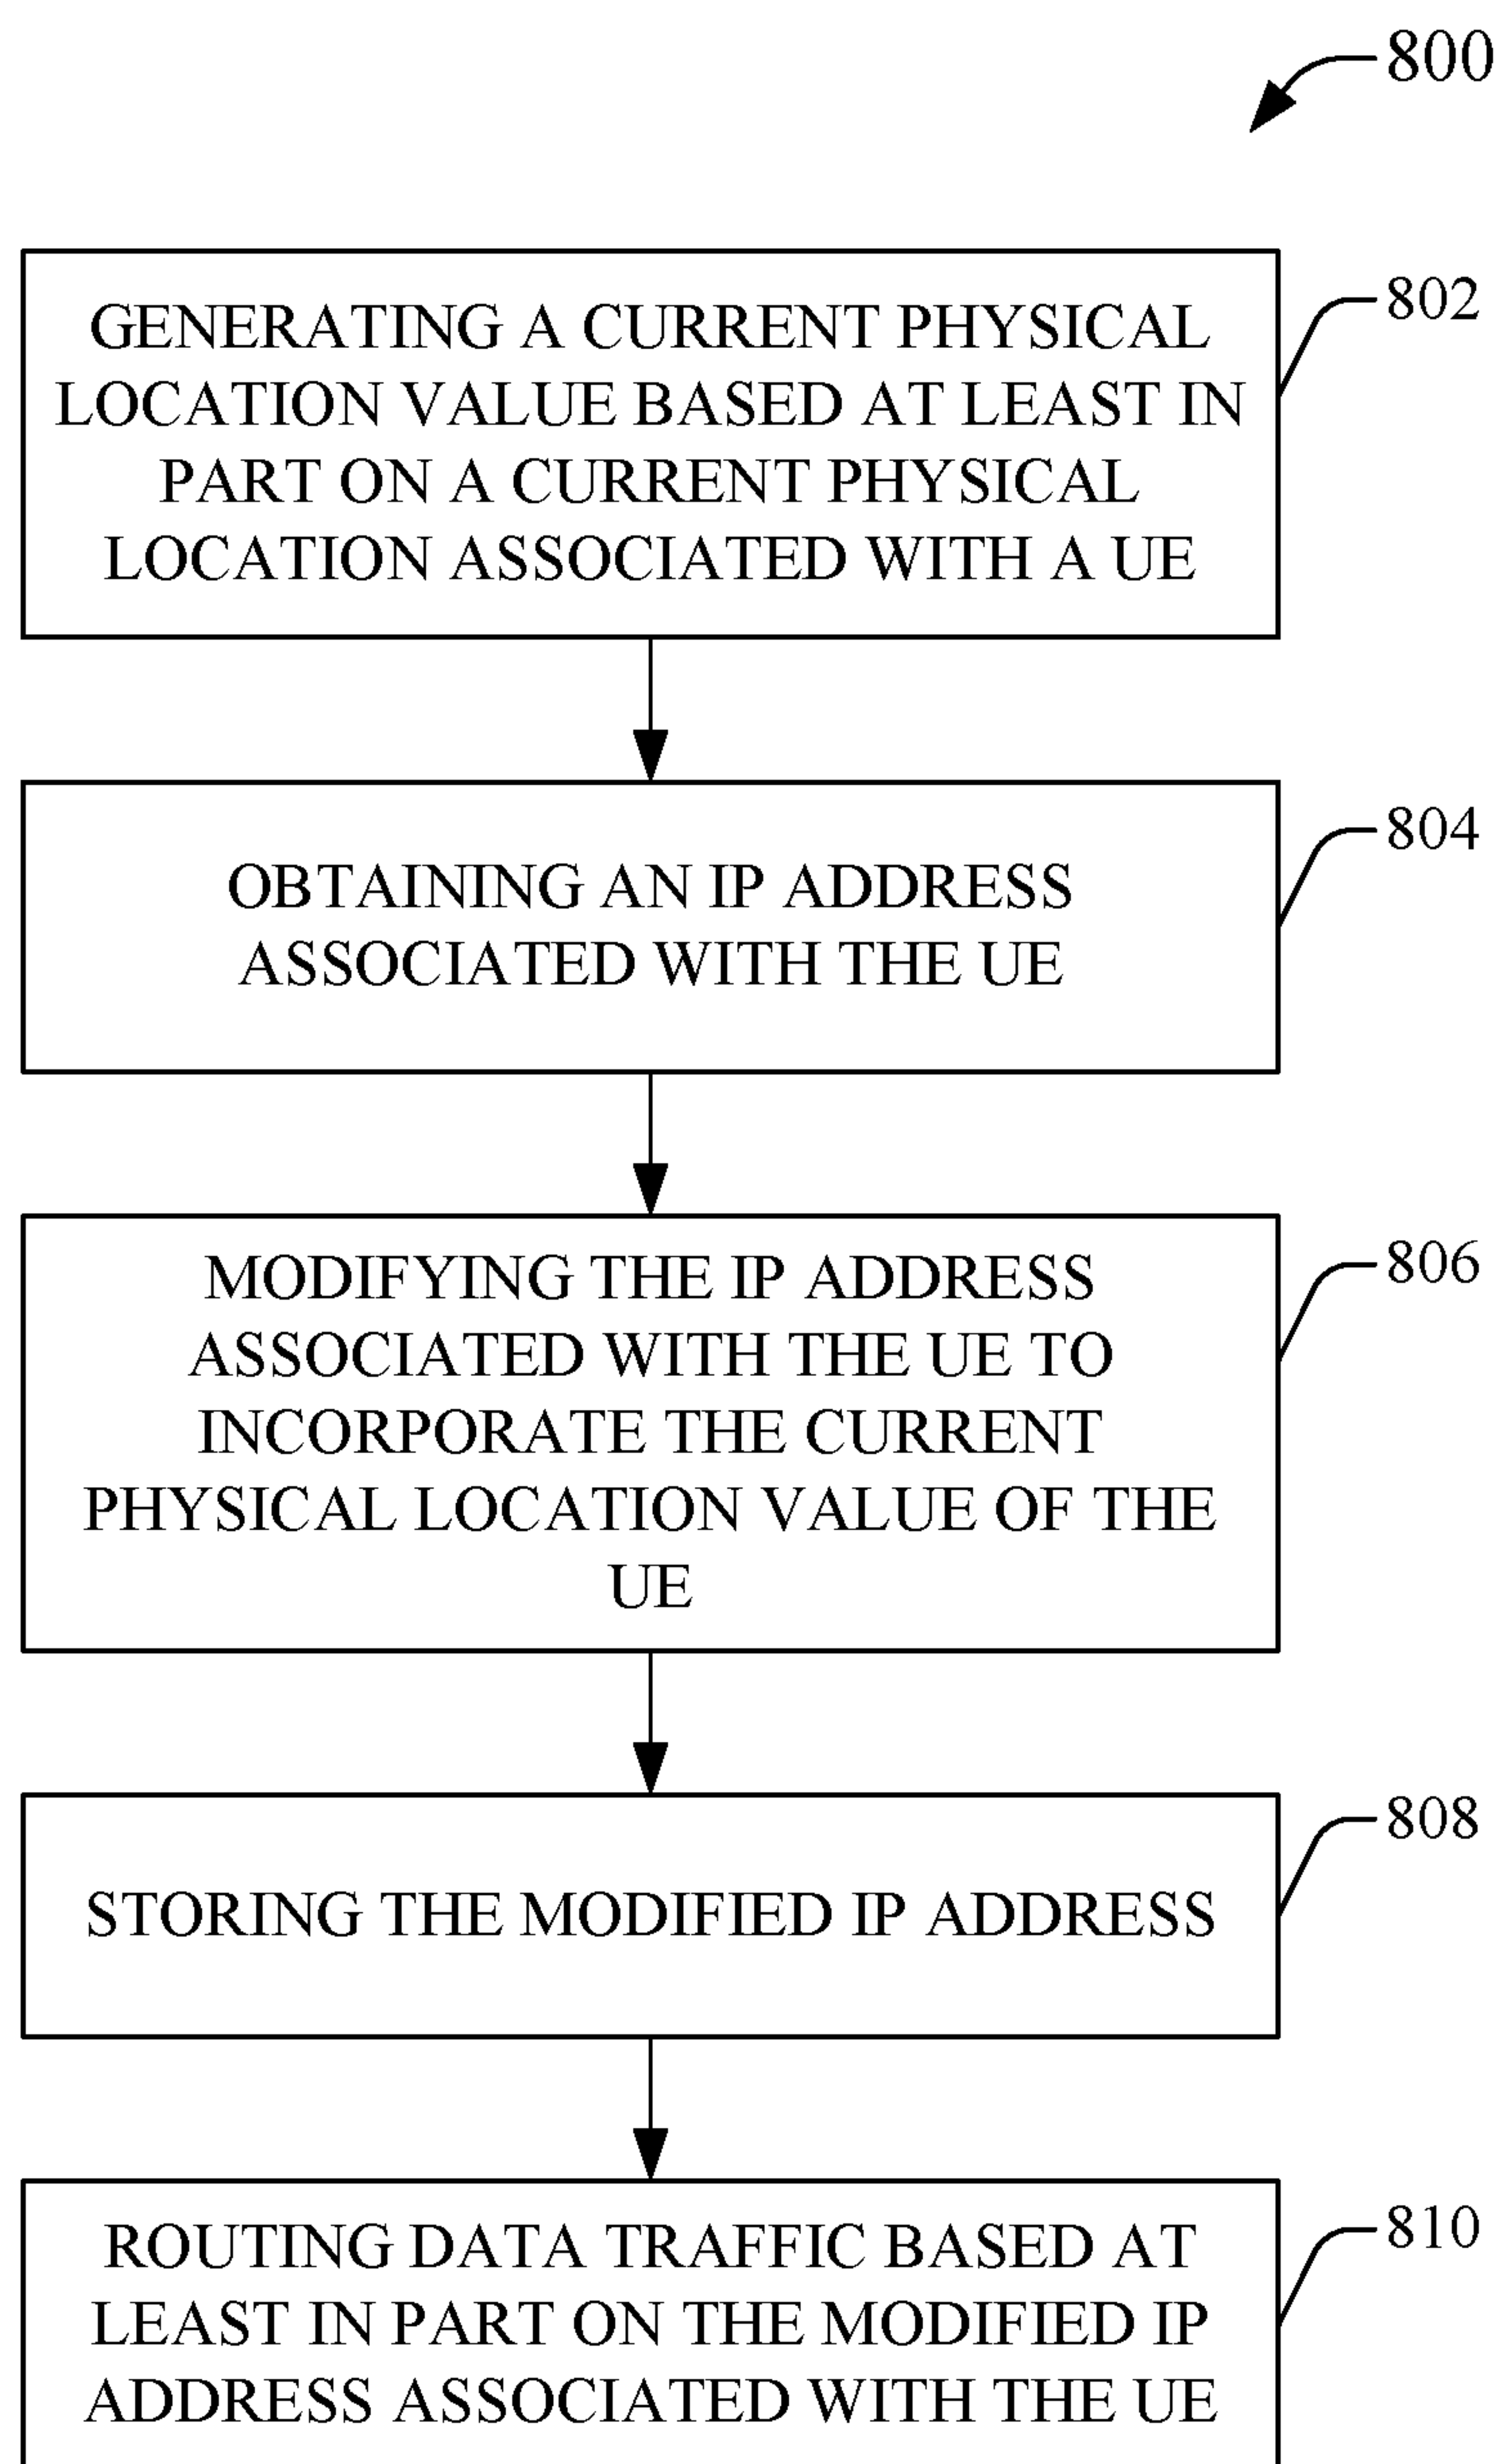 800
GENERATING A CURRENT PHYSICAL
LOCATION VALUE BASED AT LEAST IN
PART ON A CURRENT PHYSICAL
LOCATION ASSOCIATED WITH A UE
802
OBTAINING AN IP ADDRESS
ASSOCIATED WITH THE UE
804
MODIFYING THE IP ADDRESS
ASSOCIATED WITH THE UE TO
INCORPORATE THE CURRENT
PHYSICAL LOCATION VALUE OF THE
UE
806
STORING THE MODIFIED IP ADDRESS
808
ROUTING DATA TRAFFIC BASED AT
LEAST IN PART ON THE MODIFIED IP
ADDRESS ASSOCIATED WITH THE UE
810